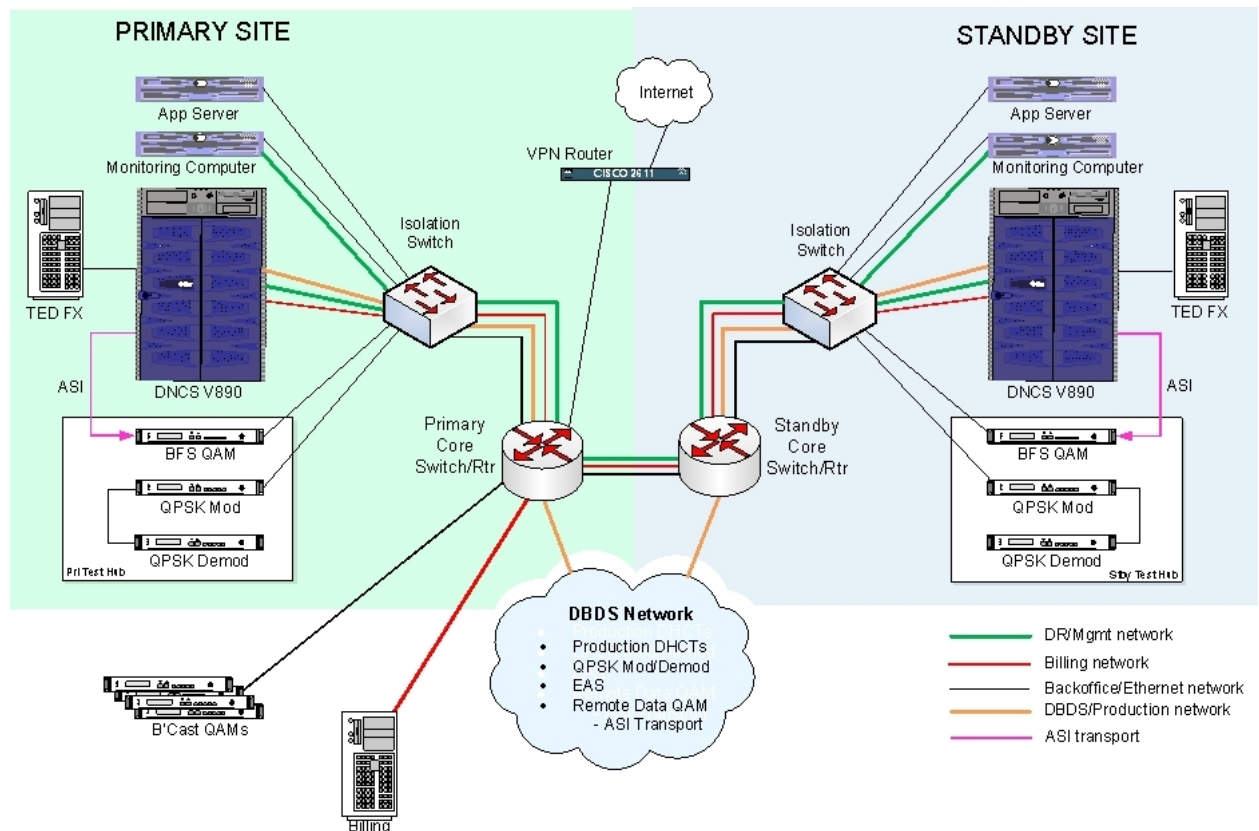 PRIMARY SITE
STANDBY SITE
Internet
App Server
App Server
VPN Router
CISCO 2611
Monitoring Computer
Monitoring Computer
Isolation
Switch
Isolation
Switch
TED FX
TED FX
ASI
DNCS V890
DNCS V890
ASI
Primary
Core
Switch/Rtr
Standby
Core
Switch/Rtr
BFS QAM
BFS QAM
QPSK Mod
QPSK Mod
QPSK Demod
QPSK Demod
Pri Test Hub
Stby Test Hub
DBDS Network
• Production DHCTs
• QPSK Mod/Demod
• EAS
• Remote Data QAM
- ASI Transport
DR/Mgmt network
Billing network
Backoffice/Ethernet network
DBDS/Production network
ASI transport
B'Cast QAMs
Billing